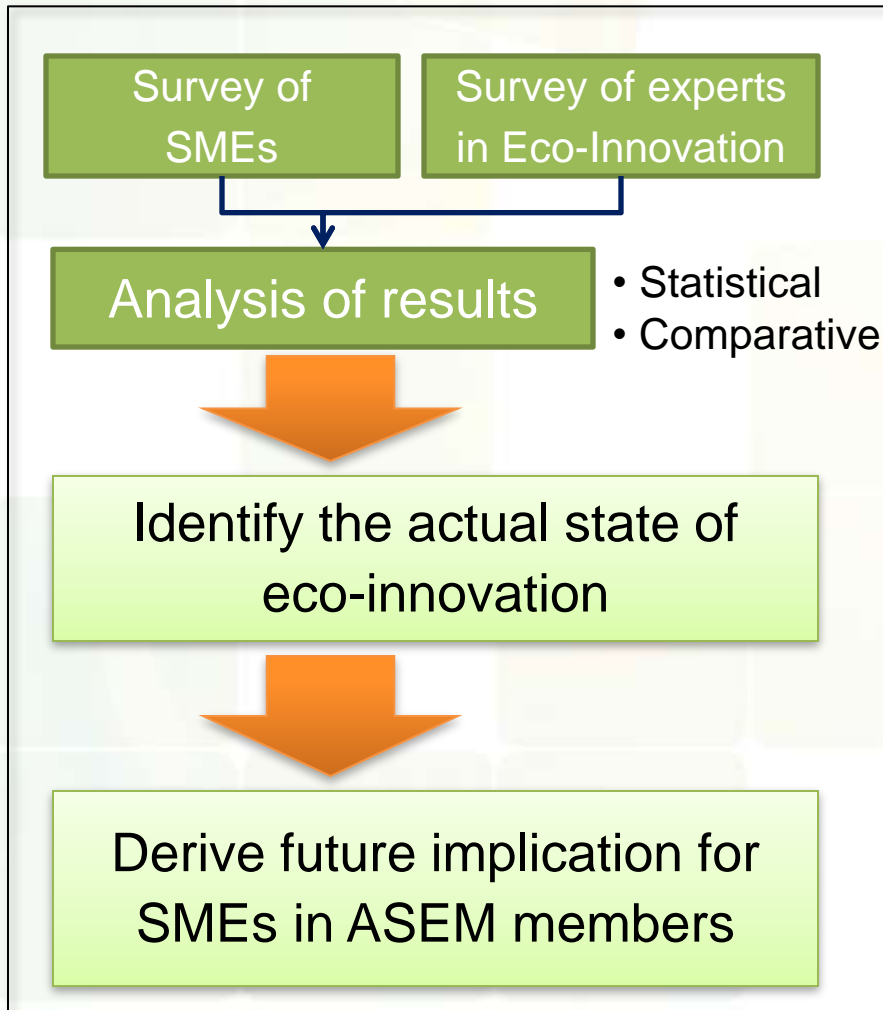 Survey of
SMEs
Survey of experts
in Eco-Innovation
Analysis of results
• Statistical
• Comparative
Identify the actual state of
eco-innovation
Derive future implication for
SMEs in ASEM members